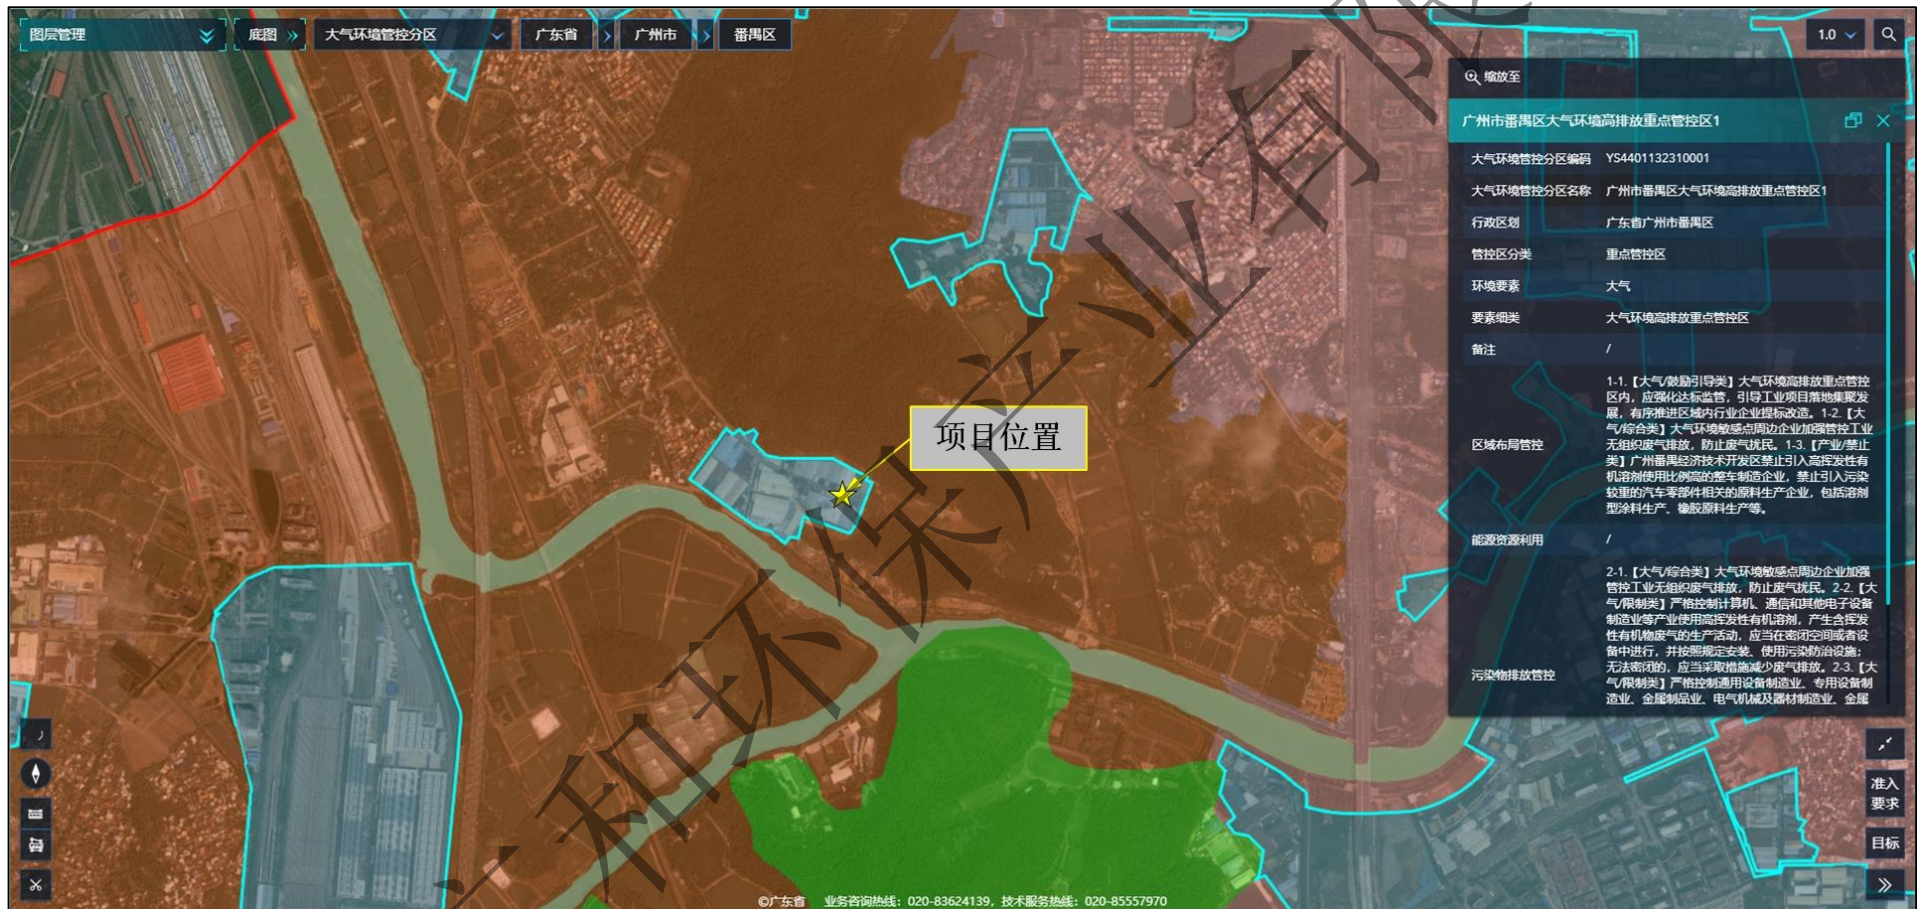 图层管理
底图
大气环境管控分区
广东省
广州市
番禺区
1.0
缩放至
广州市番禺区大气环境高排放重点管控区1
大气环境管控分区编码 YS4401132310001
大气环境管控分区名称 广州市番禺区大气环境高排放重点管控区1
行政区划 广东省广州市番禺区
管控区分类 重点管控区
环境要素 大气
要素细类 大气环境高排放重点管控区
备注 /
区域布局管控
1-1.【大气/鼓励引导类】大气环境高排放重点管控
区内，应强化达标监管，引导工业项目落地集聚发
展，有序推进区域内行业企业提标改造。1-2.【大
气/综合类】大气环境敏感点周边企业加强管控工业
无组织废气排放，防止废气扰民。1-3.【产业/禁止
类】广州番禺经济技术开发区禁止引入高挥发性有
机溶剂使用比例高的整车制造企业，禁止引入污染
较重的汽车零部件相关的原料生产企业，包括溶剂
型涂料生产、橡胶原料生产等。
能源资源利用 /
污染物排放管控
2-1.【大气/综合类】大气环境敏感点周边企业加强
管控工业无组织废气排放，防止废气扰民。2-2.【大
气/限制类】严格控制计算机、通信和其他电子设备
制造业等产业使用高挥发性有机溶剂，产生含挥发
性有机物废气的生产活动，应当在密闭空间或者设
备中进行，并按照规定安装、使用污染防治设施；
无法密闭的，应当采取措施减少废气排放。2-3.【大
气/限制类】严格控制通用设备制造业、专用设备制
造业、金属制品业、电气机械及器材制造业、金属
项目位置
准入
要求
目标
©广东省 业务咨询热线：020-83624139，技术服务热线：020-85557970
和环保产业有限